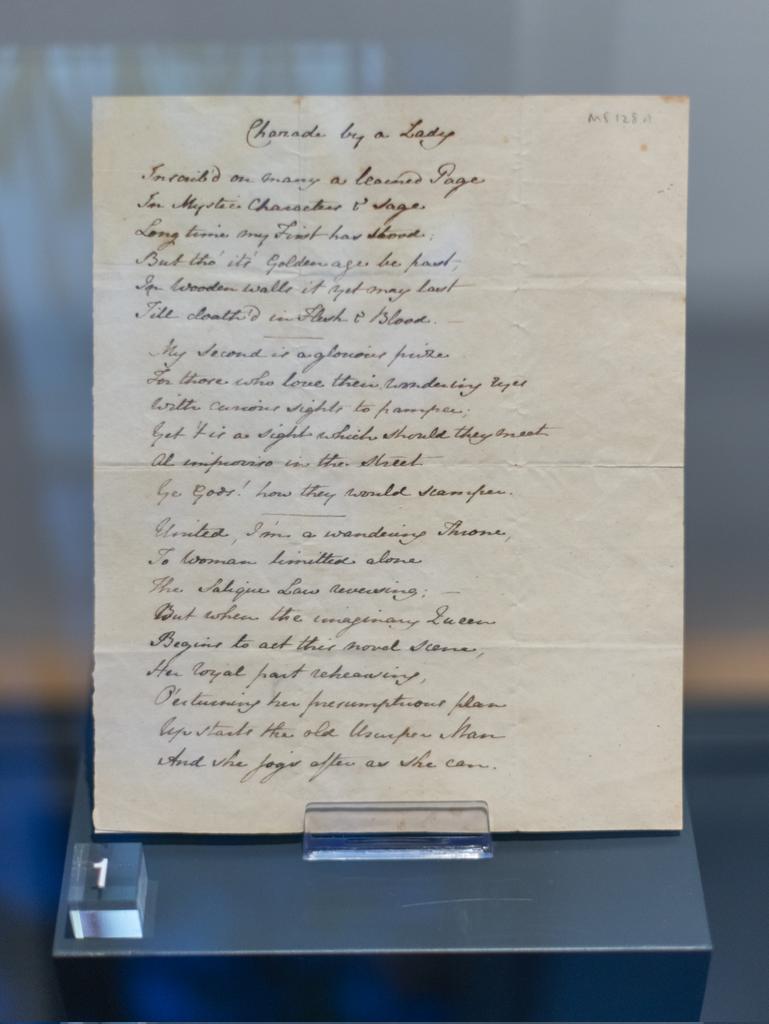 Charade by a Lady
MS 128 A
Inscrib'd on many a learned Page
In Mystic Characters & Sage
Long time my First has stood;
But tho' its' Golden age be past,
In Wooden walls it yet may last
Till cloath'd in Flesh & Blood. —
My second is a glorious prize
For those who love their wondering eyes
With curious sights to pamper;
Yet 't is a sight which should they meet
Al improviso in the Street
Ye Gods! how they would scamper.
United, I'm a wandering Throne,
To Woman limitted alone
The Salique Law reversing; —
But when the imaginary Queen
Begins to act this novel Scene,
Her royal part rehearsing,
O'erturning her presumptuous plan
Up starts the old Usurper Man
And she jogs after as she can.
1